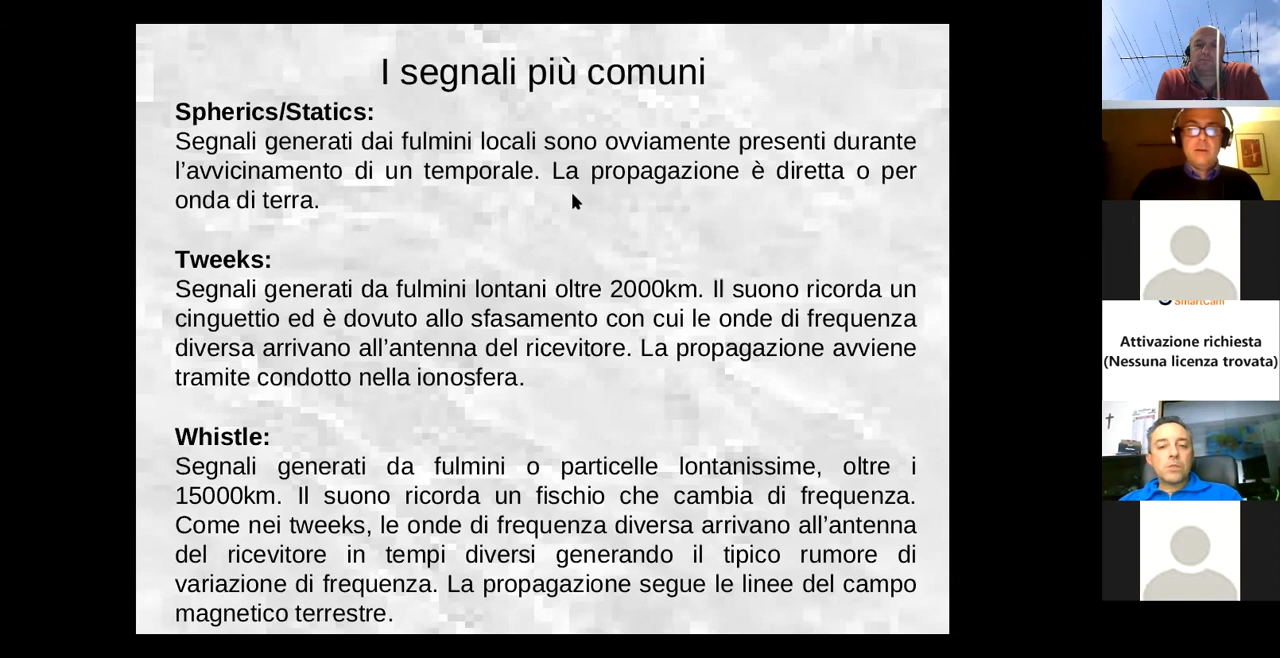 I segnali più comuni
Spherics/Statics:
Segnali generati dai fulmini locali sono ovviamente presenti durante
l’avvicinamento di un temporale. La propagazione è diretta o per
onda di terra.
Tweeks:
Segnali generati da fulmini lontani oltre 2000km. Il suono ricorda un
cinguettio ed è dovuto allo sfasamento con cui le onde di frequenza
diversa arrivano all’antenna del ricevitore. La propagazione avviene
tramite condotto nella ionosfera.
Whistle:
Segnali generati da fulmini o particelle lontanissime, oltre i
15000km. Il suono ricorda un fischio che cambia di frequenza.
Come nei tweeks, le onde di frequenza diversa arrivano all’antenna
del ricevitore in tempi diversi generando il tipico rumore di
variazione di frequenza. La propagazione segue le linee del campo
magnetico terrestre.
SmartCam
Attivazione richiesta
(Nessuna licenza trovata)